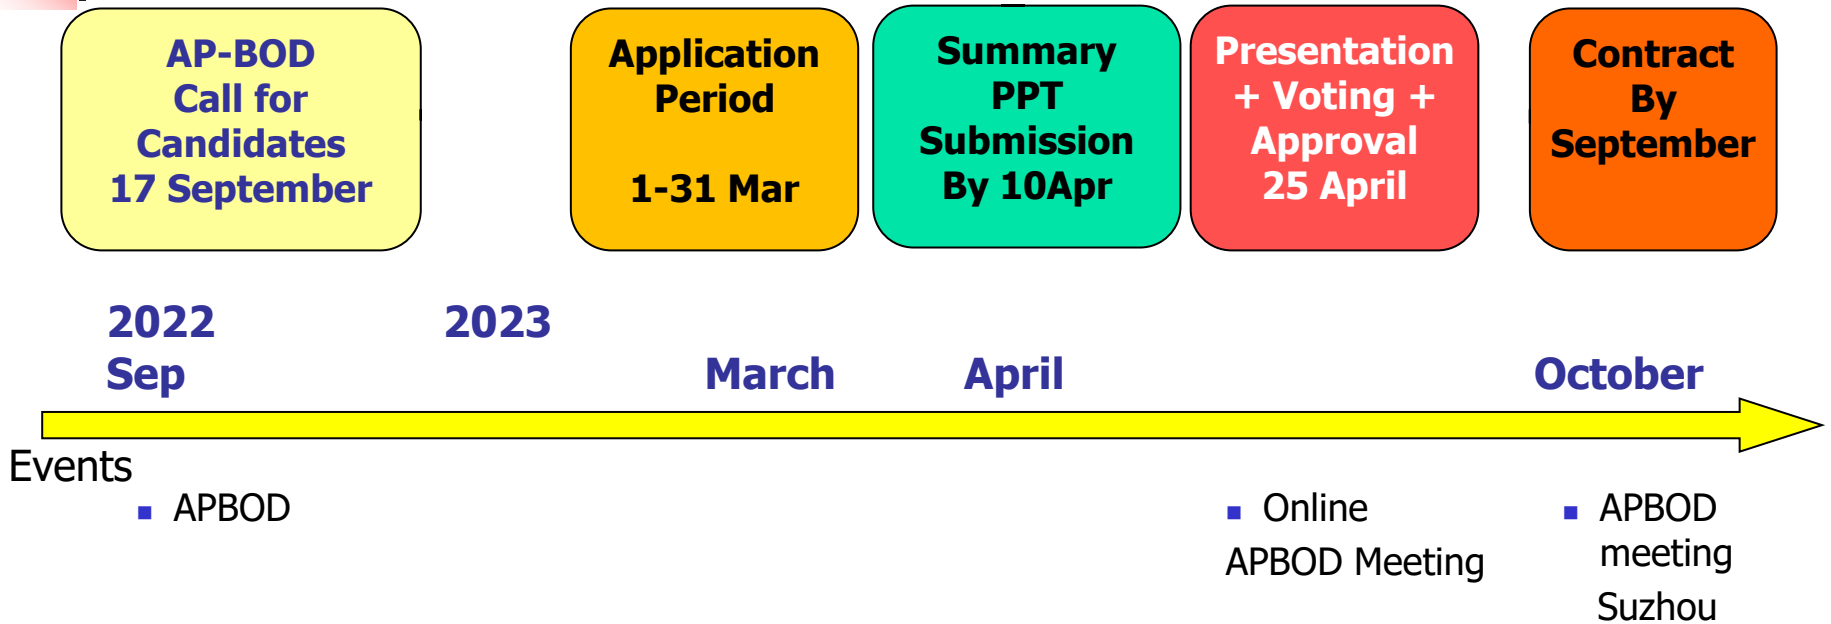 AP-BOD
Call for
Candidates
17 September
Application
Period
1-31 Mar
Summary
PPT
Submission
By 10Apr
Presentation
+ Voting +
Approval
25 April
Contract
By
September
2022
2023
Sep
March
April
October
Events
▪ APBOD
▪ Online
APBOD Meeting
▪ APBOD
meeting
Suzhou